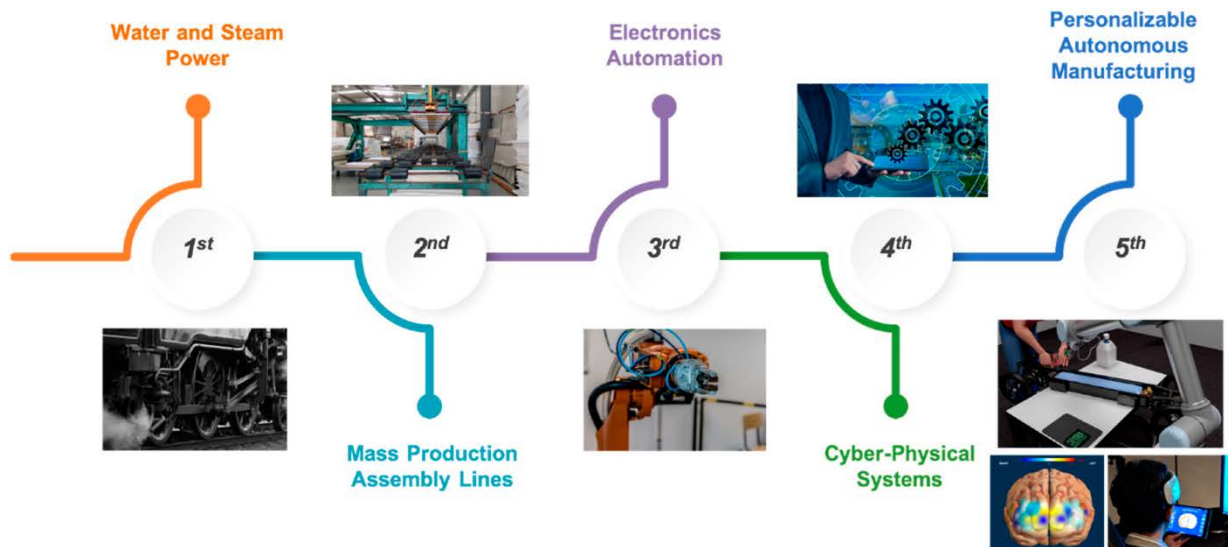 Water and Steam
Power
1st
2nd
Mass Production
Assembly Lines
Electronics
Automation
3rd
4th
Cyber-Physical
Systems
Personalizable
Autonomous
Manufacturing
5th